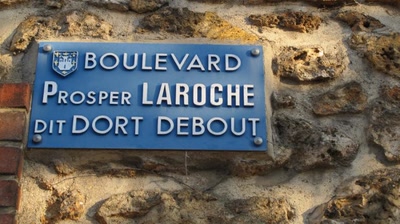 BOULEVARD
PROSPER LAROCHE
DIT DORT DEBOUT